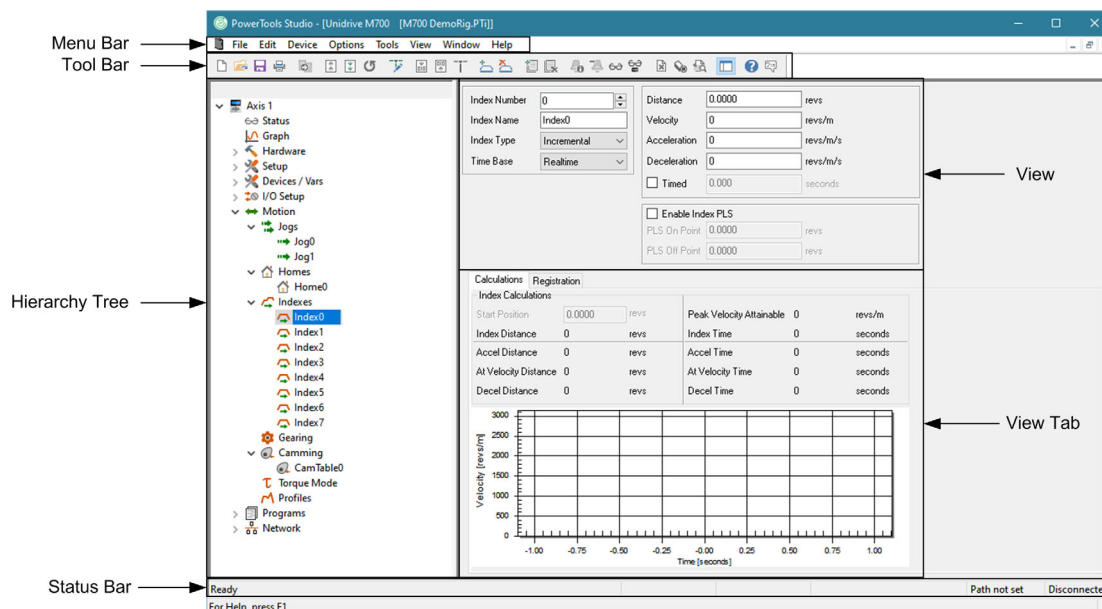 PowerTools Studio - [Unidrive M700    [M700 DemoRig.PTi]]
Menu Bar
File Edit Device Options Tools View Window Help
Tool Bar
Axis 1
Status
Graph
Hardware
Setup
Devices / Vars
I/O Setup
Motion
Jogs
Jog0
Jog1
Homes
Home0
Hierarchy Tree
Indexes
Index0
Index1
Index2
Index3
Index4
Index5
Index6
Index7
Gearing
Camming
CamTable0
Torque Mode
Profiles
Programs
Network
Index Number 0
Index Name Index0
Index Type Incremental
Time Base Realtime
Distance 0.0000 revs
Velocity 0 revs/m
Acceleration 0 revs/m/s
Deceleration 0 revs/m/s
Timed 0.000 seconds
View
Enable Index PLS
PLS On Point 0.0000 revs
PLS Off Point 0.0000 revs
Calculations Registration
Index Calculations
Start Position 0.0000 revs Peak Velocity Attainable 0 revs/m
Index Distance 0 revs Index Time 0 seconds
Accel Distance 0 revs Accel Time 0 seconds
At Velocity Distance 0 revs At Velocity Time 0 seconds
Decel Distance 0 revs Decel Time 0 seconds
View Tab
Velocity [revs/m]
3000
2500
2000
1500
1000
500
0
-1.00 -0.75 -0.50 -0.25 -0.00 0.25 0.50 0.75 1.00
Time [seconds]
Status Bar
Ready Path not set Disconnecte
For Help, press F1